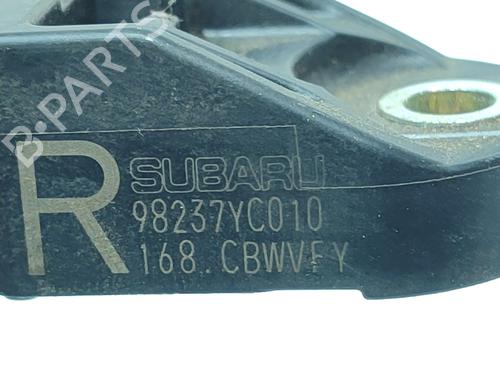 B-PARTS
R
SUBARU
98237YC010
168.CBWVFY